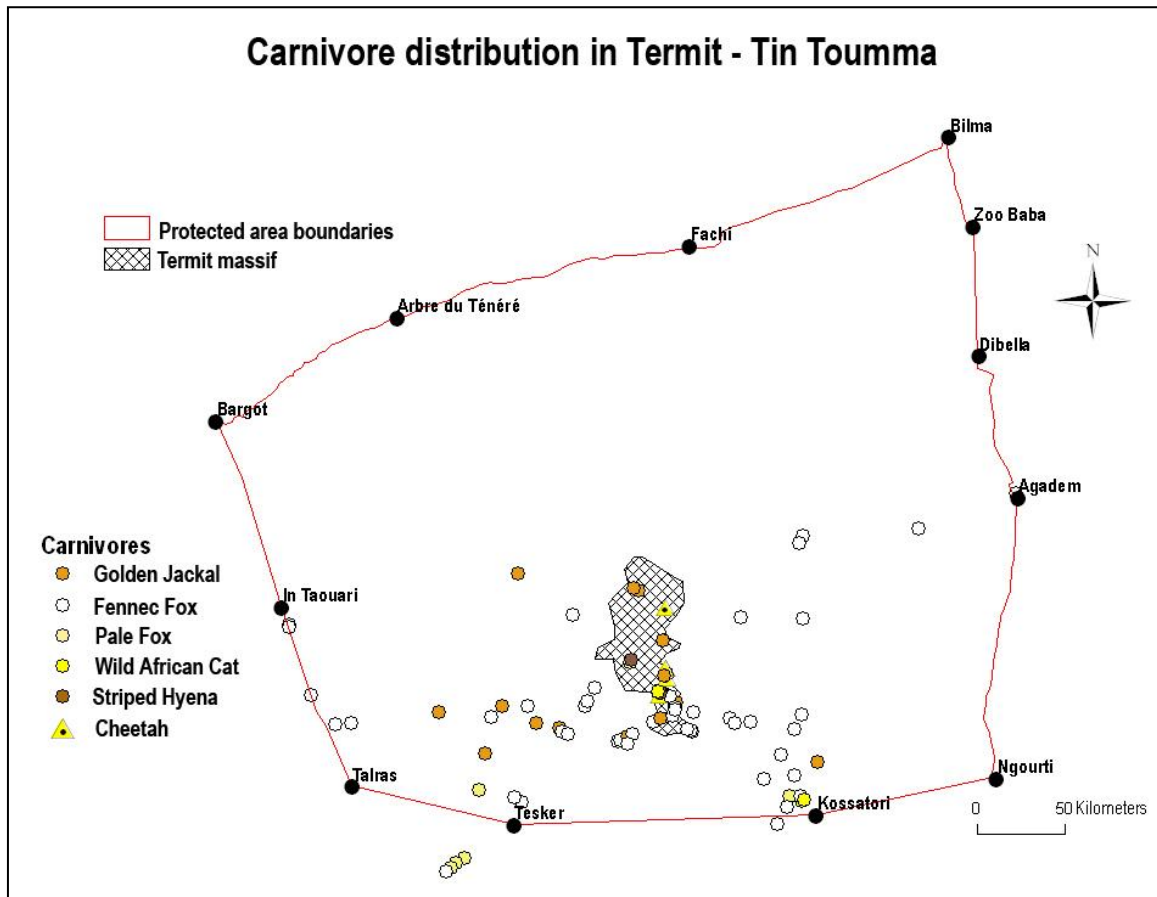 Carnivore distribution in Termit - Tin Toumma
Bilma
Zoo Baba
Protected area boundaries
Fachi
Termit massif
N
Arbre du Ténéré
Dibella
Bargot
Agadem
Carnivores
Golden Jackal
In Taouari
Fennec Fox
Pale Fox
Wild African Cat
Striped Hyena
Cheetah
Talras
Ngourti
Tesker
Kossatori
0 50 Kilometers